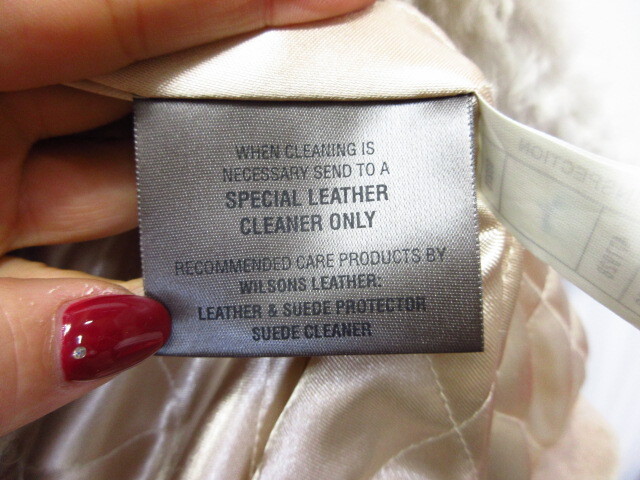 WHEN CLEANING IS
NECESSARY SEND TO A
SPECIAL LEATHER
CLEANER ONLY
RECOMMENDED CARE PRODUCTS BY
WILSONS LEATHER:
LEATHER & SUEDE PROTECTOR
SUEDE CLEANER
INSPECTION